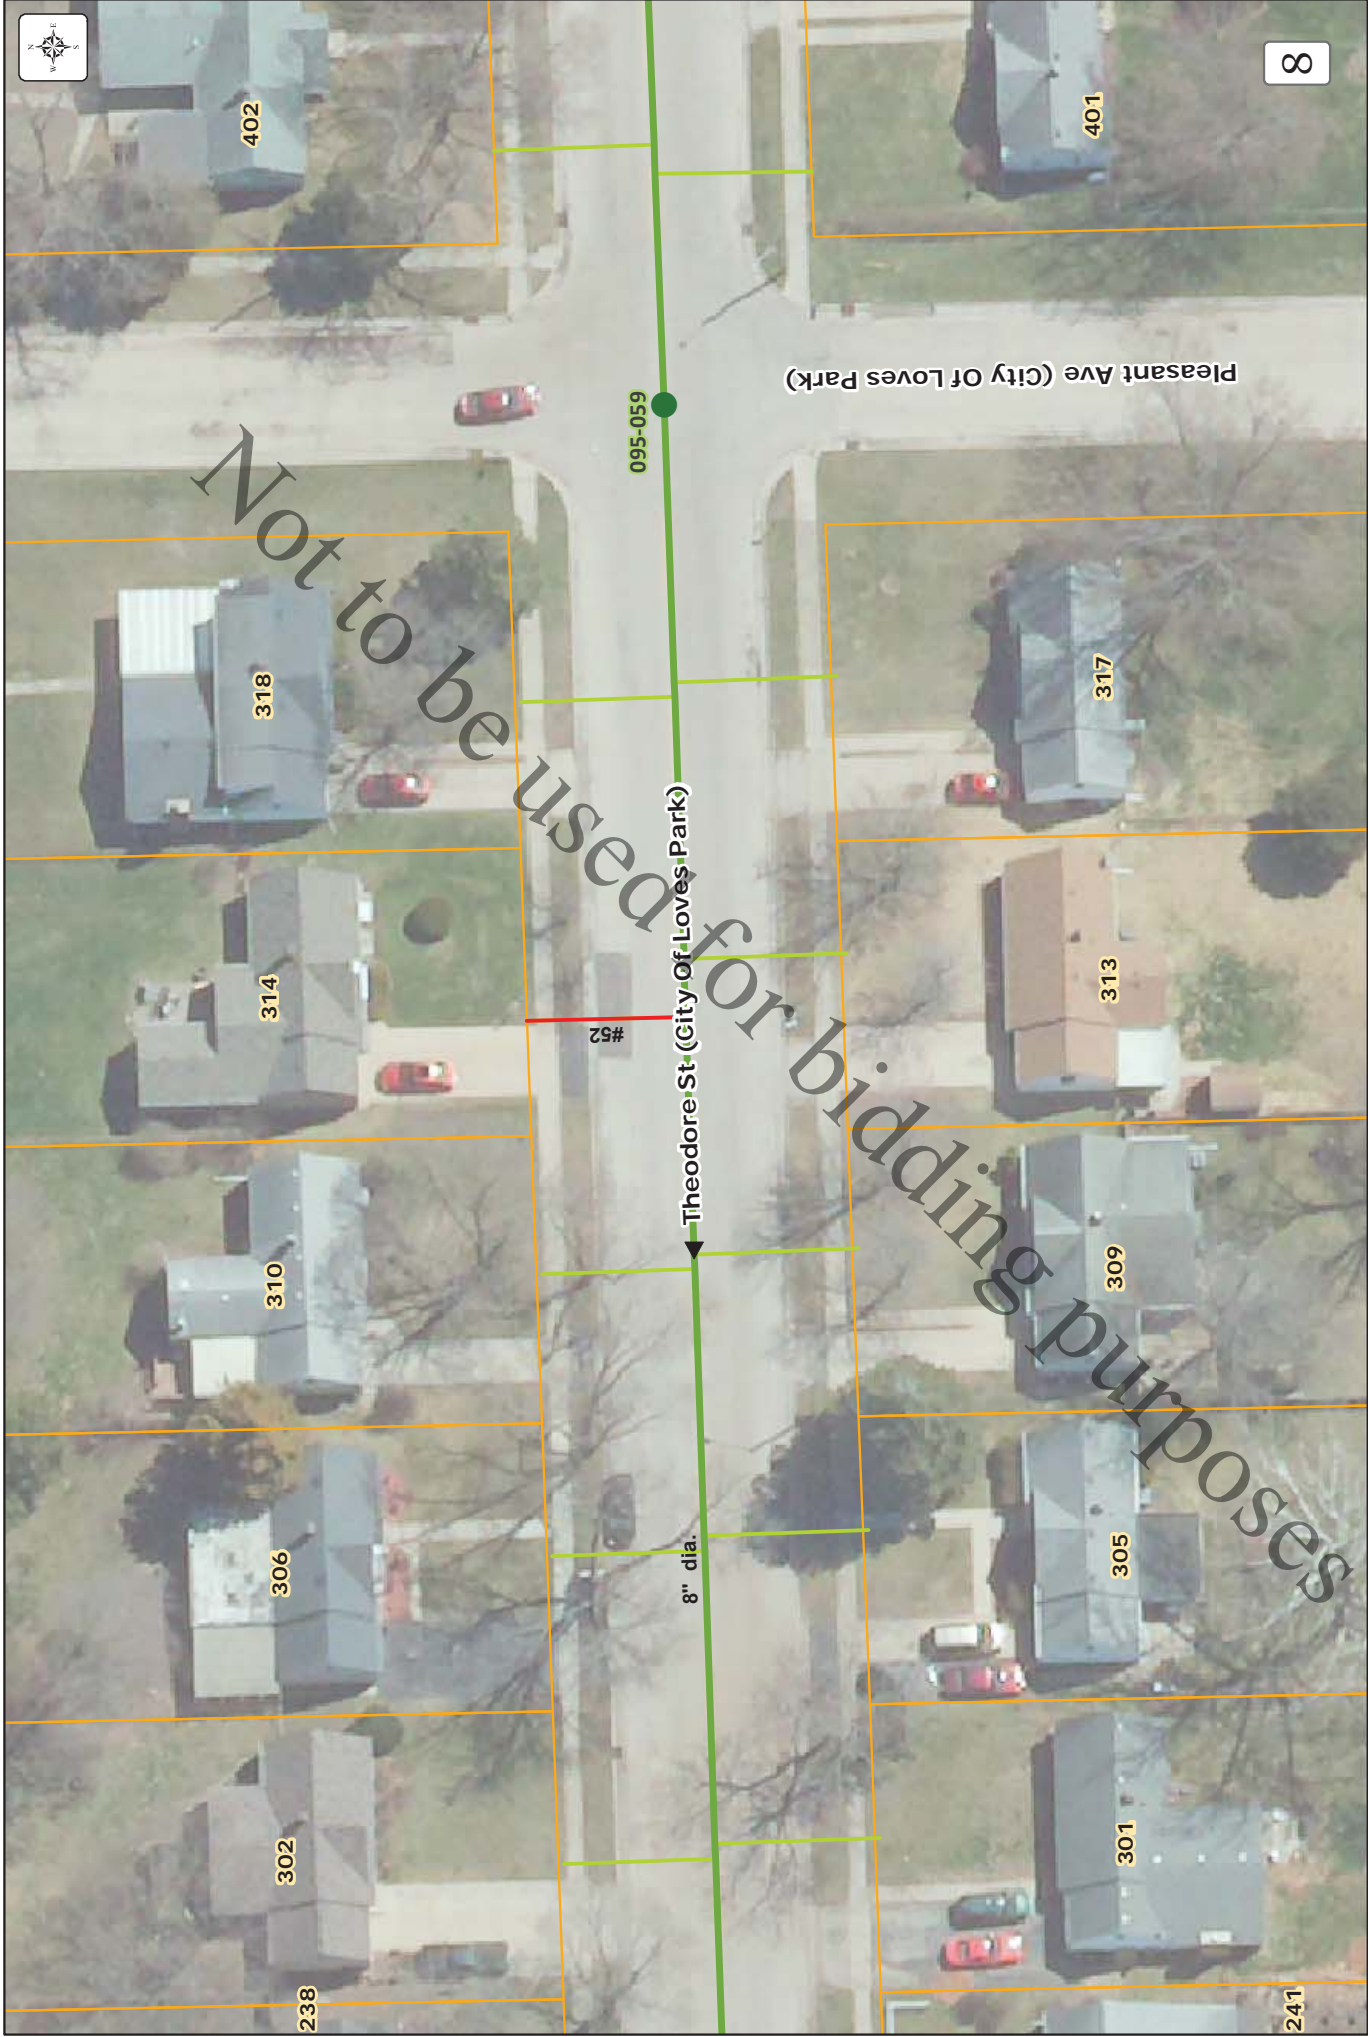 N
E
S
W
8
402
401
Pleasant Ave (City Of Loves Park)
095-059
318
317
Theodore St (City Of Loves Park)
314
313
#52
310
309
8" dia.
306
305
302
301
238
241
Not to be used for bidding purposes